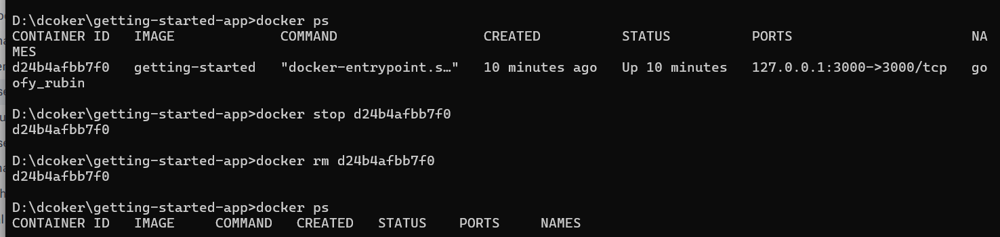 D:\dcoker\getting-started-app>docker ps
CONTAINER ID   IMAGE             COMMAND                  CREATED          STATUS          PORTS                      NA
MES
d24b4afbb7f0   getting-started   "docker-entrypoint.s…"   10 minutes ago   Up 10 minutes   127.0.0.1:3000->3000/tcp   go
ofy_rubin
D:\dcoker\getting-started-app>docker stop d24b4afbb7f0
d24b4afbb7f0
D:\dcoker\getting-started-app>docker rm d24b4afbb7f0
d24b4afbb7f0
D:\dcoker\getting-started-app>docker ps
CONTAINER ID   IMAGE     COMMAND   CREATED   STATUS    PORTS     NAMES